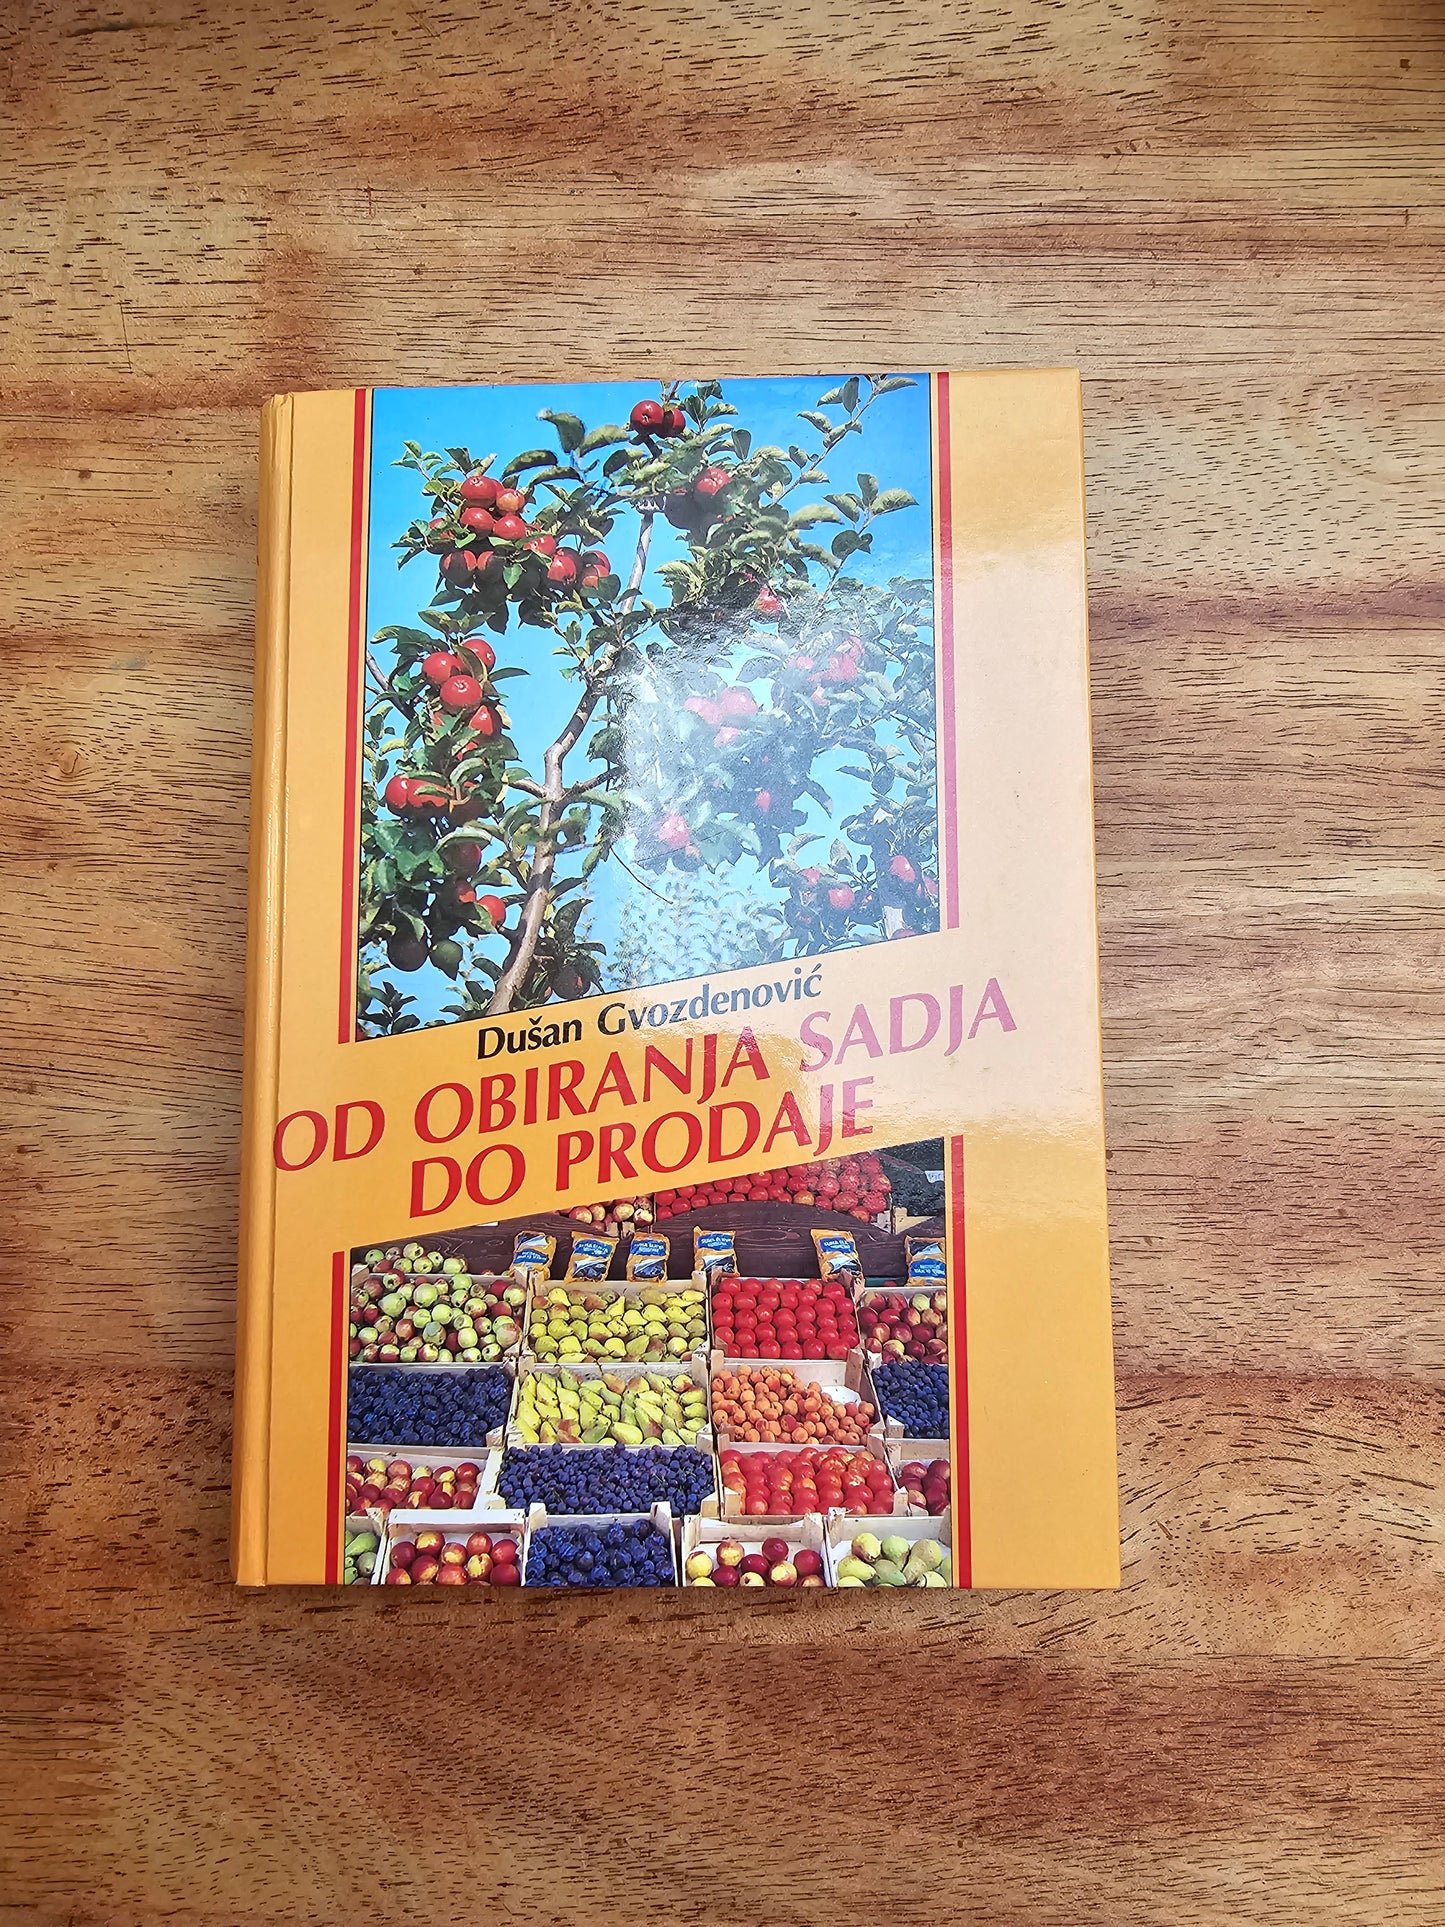 Dušan Gvozdenović
OD OBIRANJA SADJA
DO PRODAJE